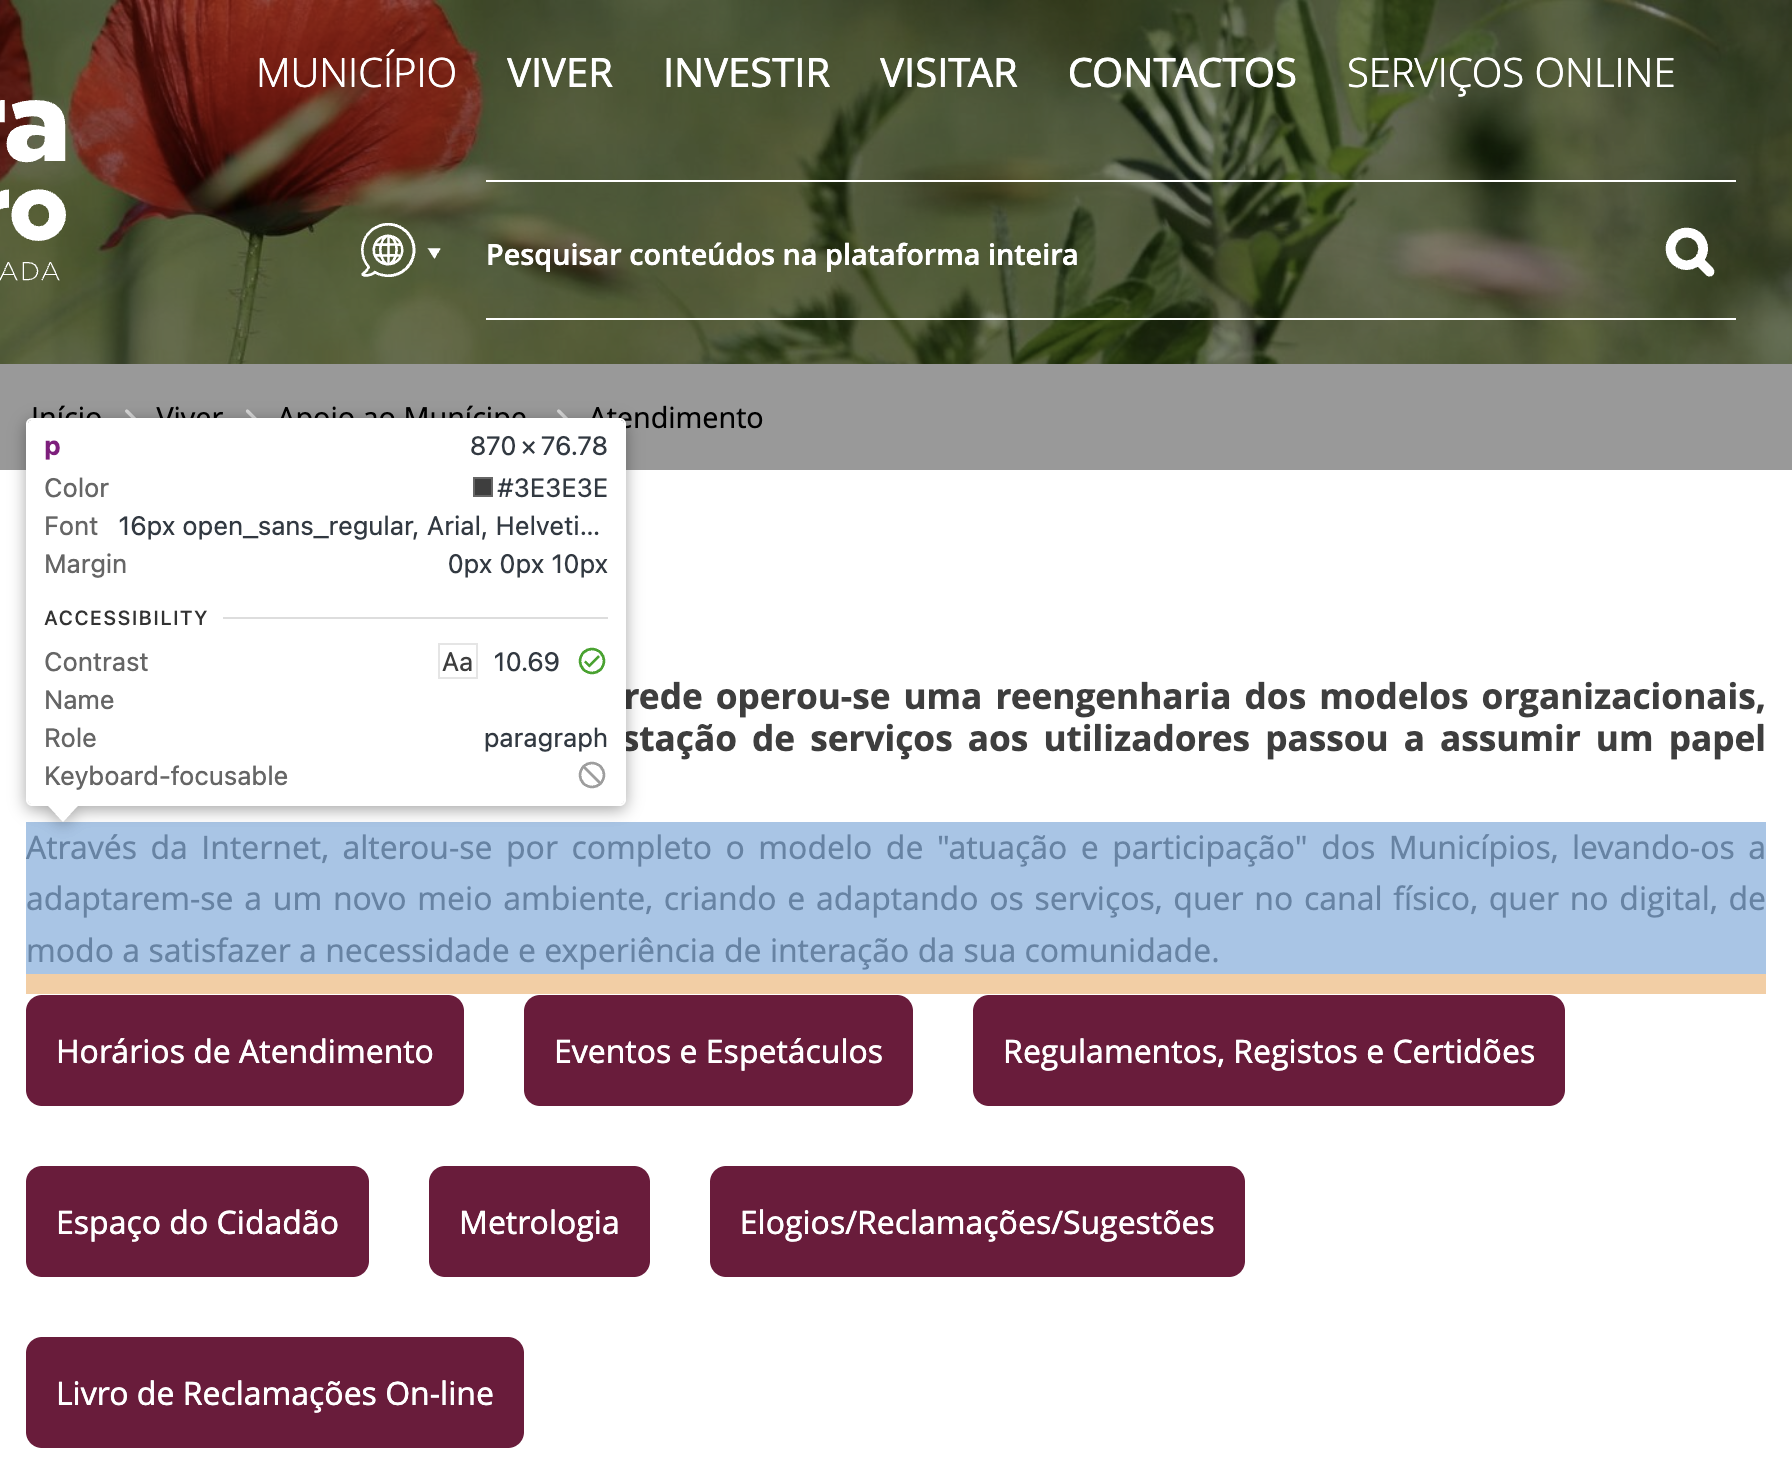 MUNICÍPIO VIVER INVESTIR VISITAR CONTACTOS SERVIÇOS ONLINE
ra
ro
ADA
Pesquisar conteúdos na plataforma inteira
Início > Viver > Apoio ao Munícipe > Atendimento
p 870 × 76.78
Color #3E3E3E
Font 16px open_sans_regular, Arial, Helveti...
Margin 0px 0px 10px
ACCESSIBILITY
Contrast Aa 10.69
Name
Role paragraph
Keyboard-focusable
rede operou-se uma reengenharia dos modelos organizacionais,
stação de serviços aos utilizadores passou a assumir um papel
Através da Internet, alterou-se por completo o modelo de "atuação e participação" dos Municípios, levando-os a
adaptarem-se a um novo meio ambiente, criando e adaptando os serviços, quer no canal físico, quer no digital, de
modo a satisfazer a necessidade e experiência de interação da sua comunidade.
Horários de Atendimento Eventos e Espetáculos Regulamentos, Registos e Certidões
Espaço do Cidadão Metrologia Elogios/Reclamações/Sugestões
Livro de Reclamações On-line